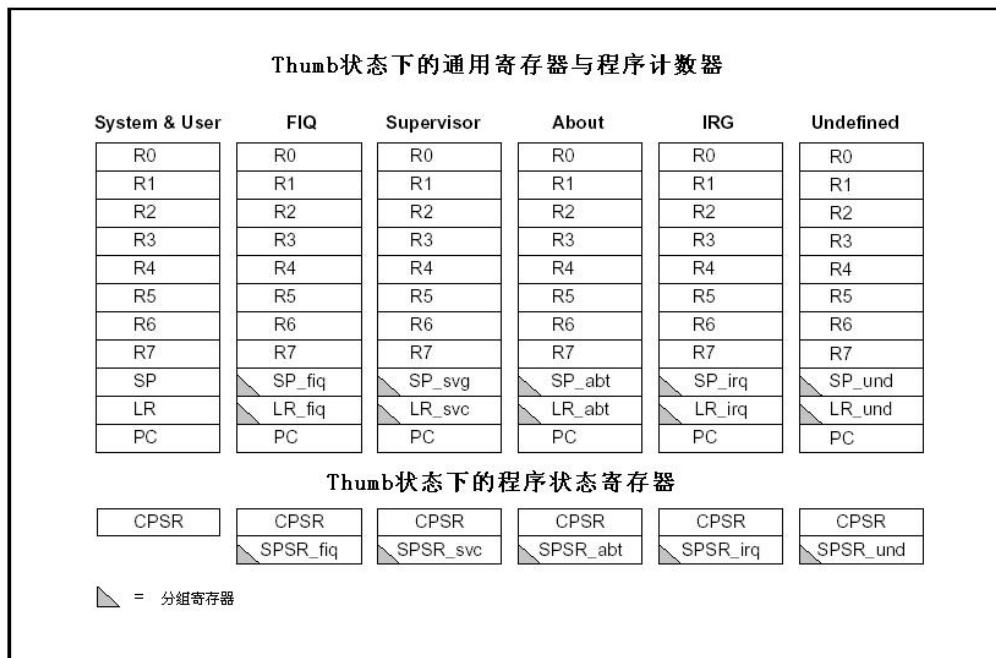 Thumb状态下的通用寄存器与程序计数器
System & User FIQ Supervisor About IRG Undefined
R0 R0 R0 R0 R0 R0
R1 R1 R1 R1 R1 R1
R2 R2 R2 R2 R2 R2
R3 R3 R3 R3 R3 R3
R4 R4 R4 R4 R4 R4
R5 R5 R5 R5 R5 R5
R6 R6 R6 R6 R6 R6
R7 R7 R7 R7 R7 R7
SP SP_fiq SP_svg SP_abt SP_irq SP_und
LR LR_fiq LR_svc LR_abt LR_irq LR_und
PC PC PC PC PC PC
Thumb状态下的程序状态寄存器
CPSR CPSR CPSR CPSR CPSR CPSR
SPSR_fiq SPSR_svc SPSR_abt SPSR_irq SPSR_und
= 分组寄存器